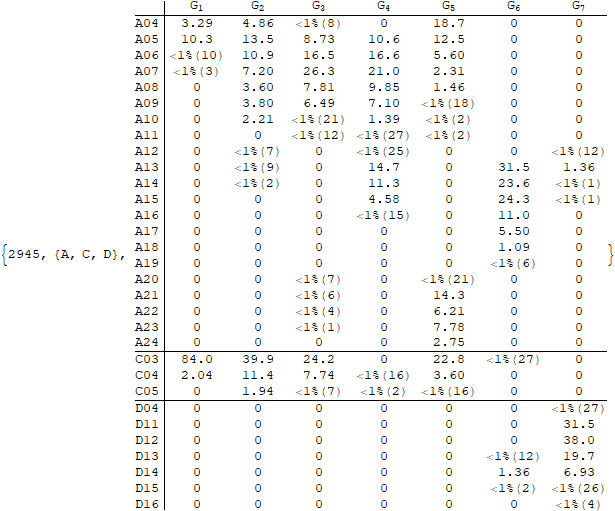 G1 G2 G3 G4 G5 G6 G7
A04 3.29 4.86 <1%(8) 0 18.7 0 0
A05 10.3 13.5 8.73 10.6 12.5 0 0
A06 <1%(10) 10.9 16.5 16.6 5.60 0 0
A07 <1%(3) 7.20 26.3 21.0 2.31 0 0
A08 0 3.60 7.81 9.85 1.46 0 0
A09 0 3.80 6.49 7.10 <1%(18) 0 0
A10 0 2.21 <1%(21) 1.39 <1%(2) 0 0
A11 0 0 <1%(12) <1%(27) <1%(2) 0 0
A12 0 <1%(7) 0 <1%(25) 0 0 <1%(12)
A13 0 <1%(9) 0 14.7 0 31.5 1.36
A14 0 <1%(2) 0 11.3 0 23.6 <1%(1)
A15 0 0 0 4.58 0 24.3 <1%(1)
A16 0 0 0 <1%(15) 0 11.0 0
A17 0 0 0 0 0 5.50 0
{2945, {A, C, D}, A18 0 0 0 0 0 1.09 0 }
A19 0 0 0 0 0 <1%(6) 0
A20 0 0 <1%(7) 0 <1%(21) 0 0
A21 0 0 <1%(6) 0 14.3 0 0
A22 0 0 <1%(4) 0 6.21 0 0
A23 0 0 <1%(1) 0 7.78 0 0
A24 0 0 0 0 2.75 0 0
C03 84.0 39.9 24.2 0 22.8 <1%(27) 0
C04 2.04 11.4 7.74 <1%(16) 3.60 0 0
C05 0 1.94 <1%(7) <1%(2) <1%(16) 0 0
D04 0 0 0 0 0 0 <1%(27)
D11 0 0 0 0 0 0 31.5
D12 0 0 0 0 0 0 38.0
D13 0 0 0 0 0 <1%(12) 19.7
D14 0 0 0 0 0 1.36 6.93
D15 0 0 0 0 0 <1%(2) <1%(26)
D16 0 0 0 0 0 0 <1%(4)